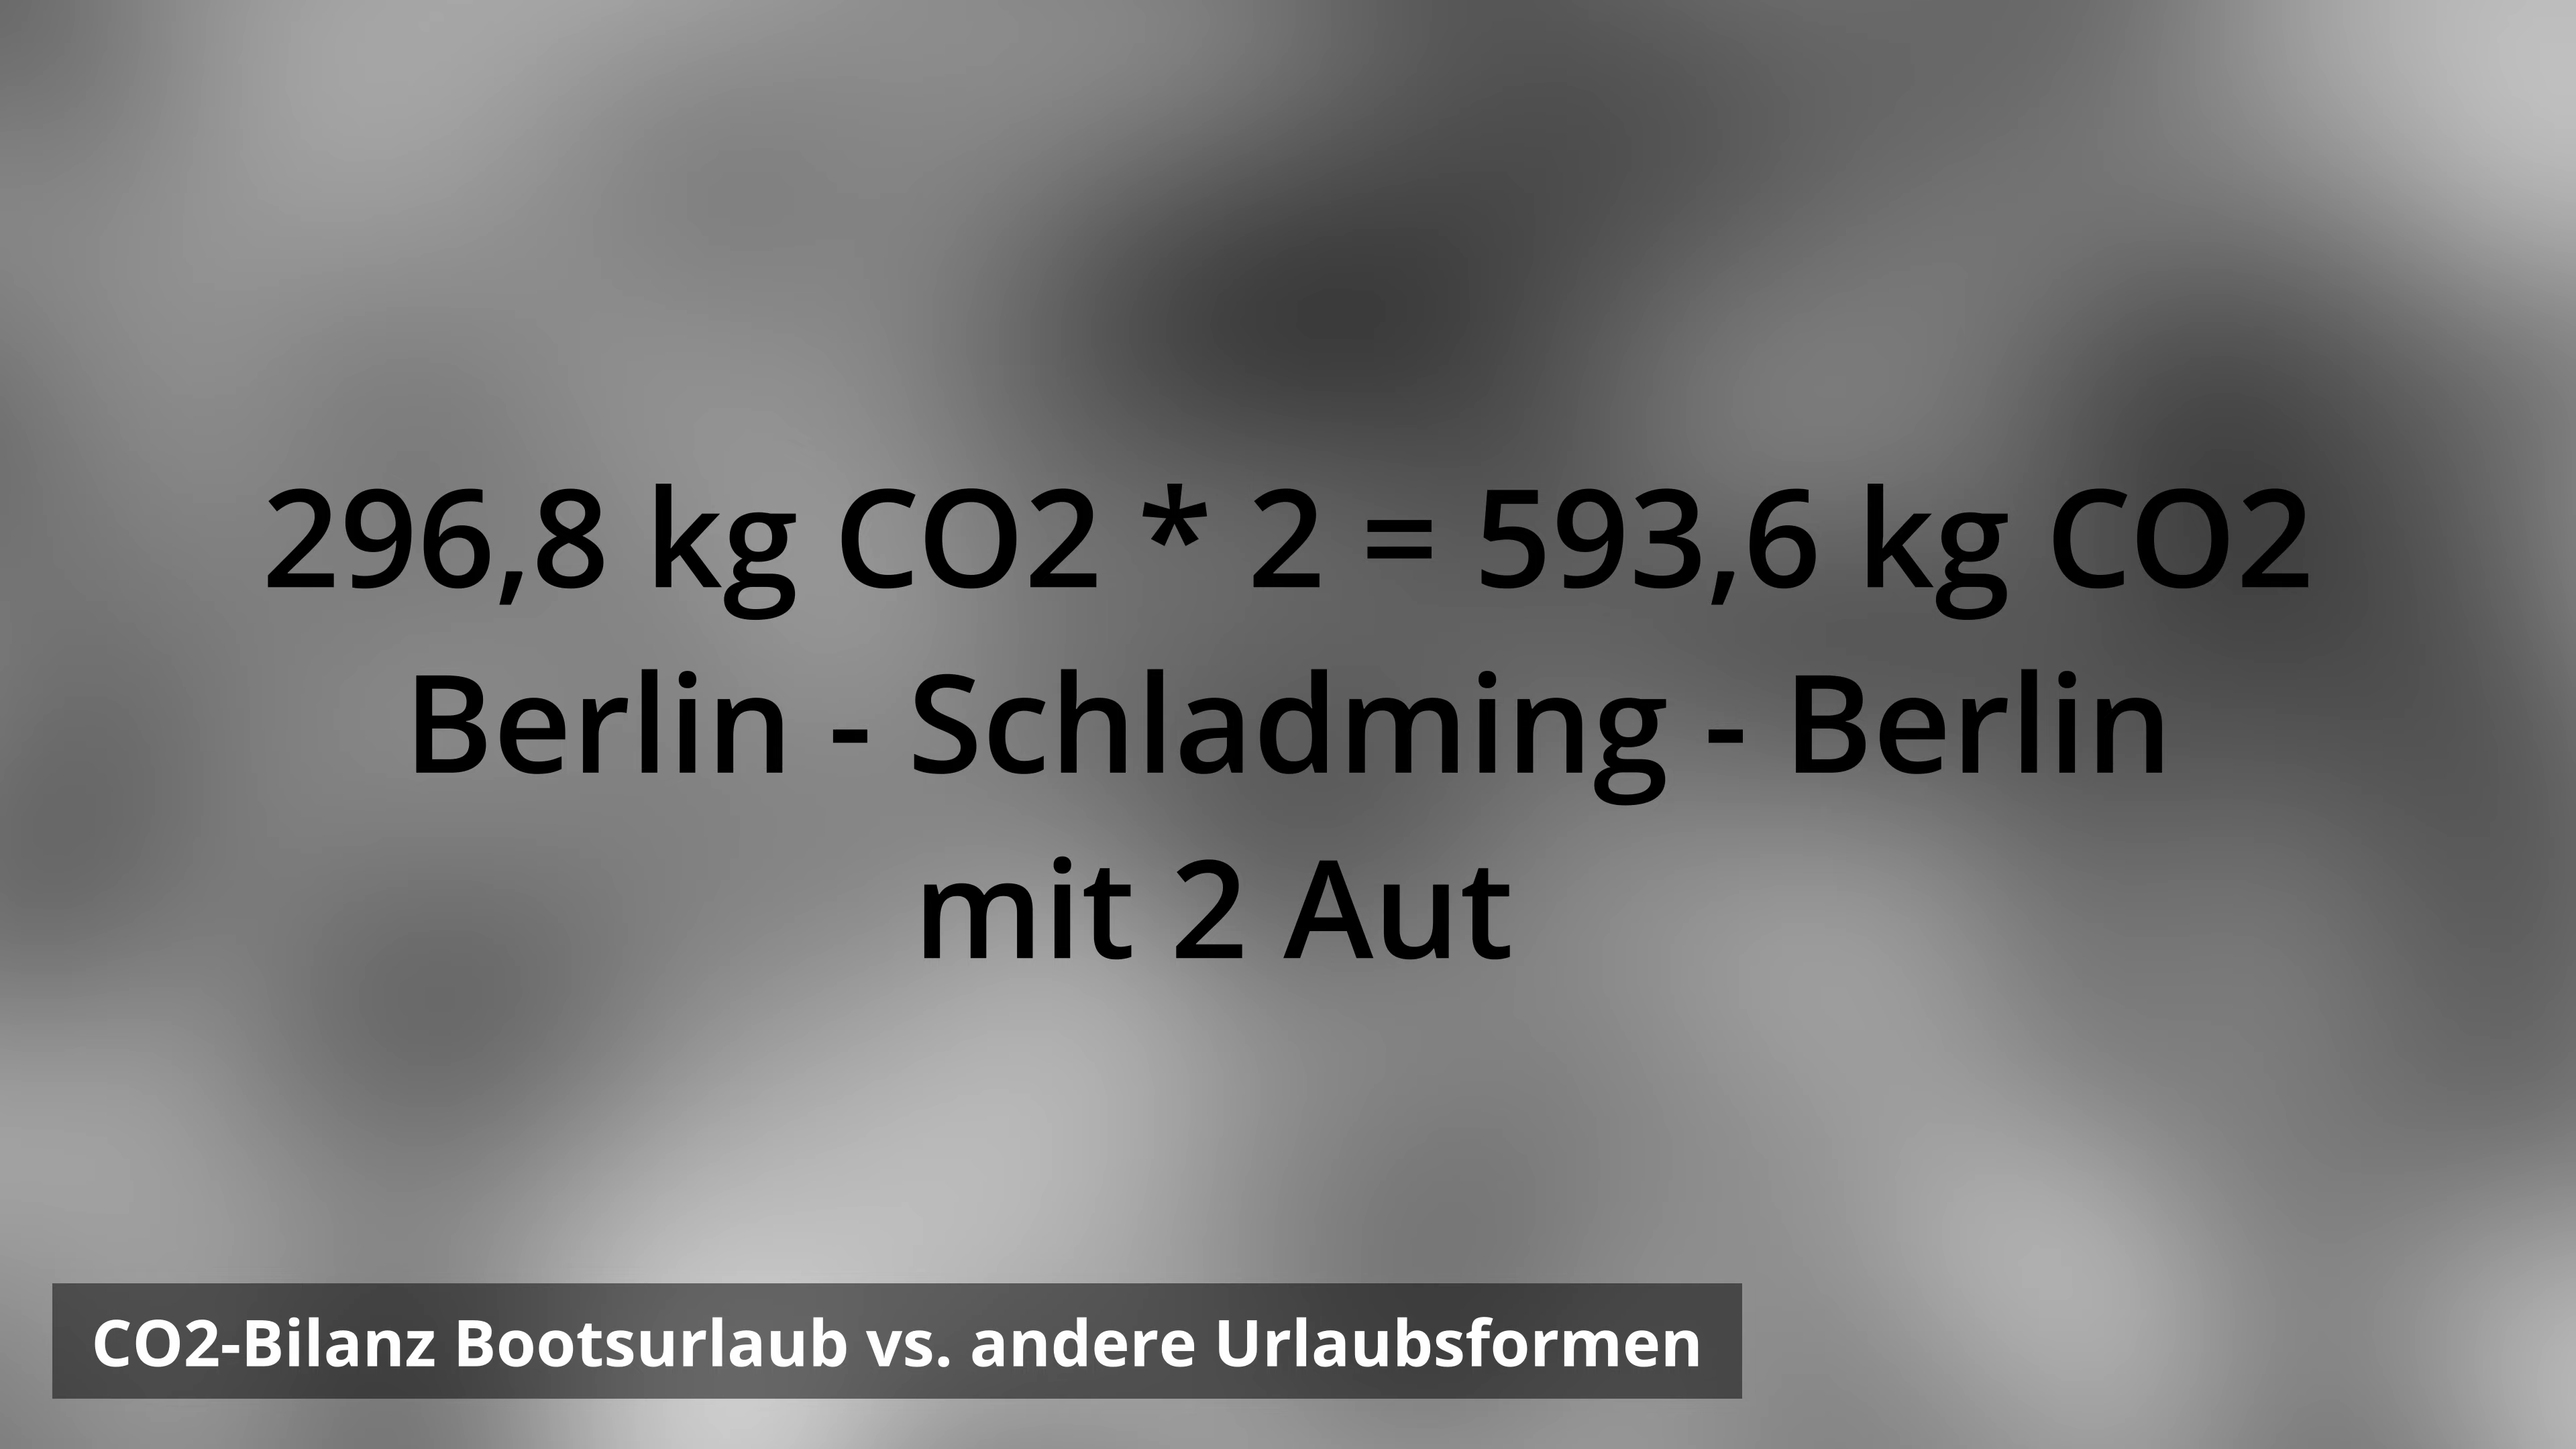 296,8 kg CO2 * 2 = 593,6 kg CO2
Berlin - Schladming - Berlin
mit 2 Aut
CO2-Bilanz Bootsurlaub vs. andere Urlaubsformen